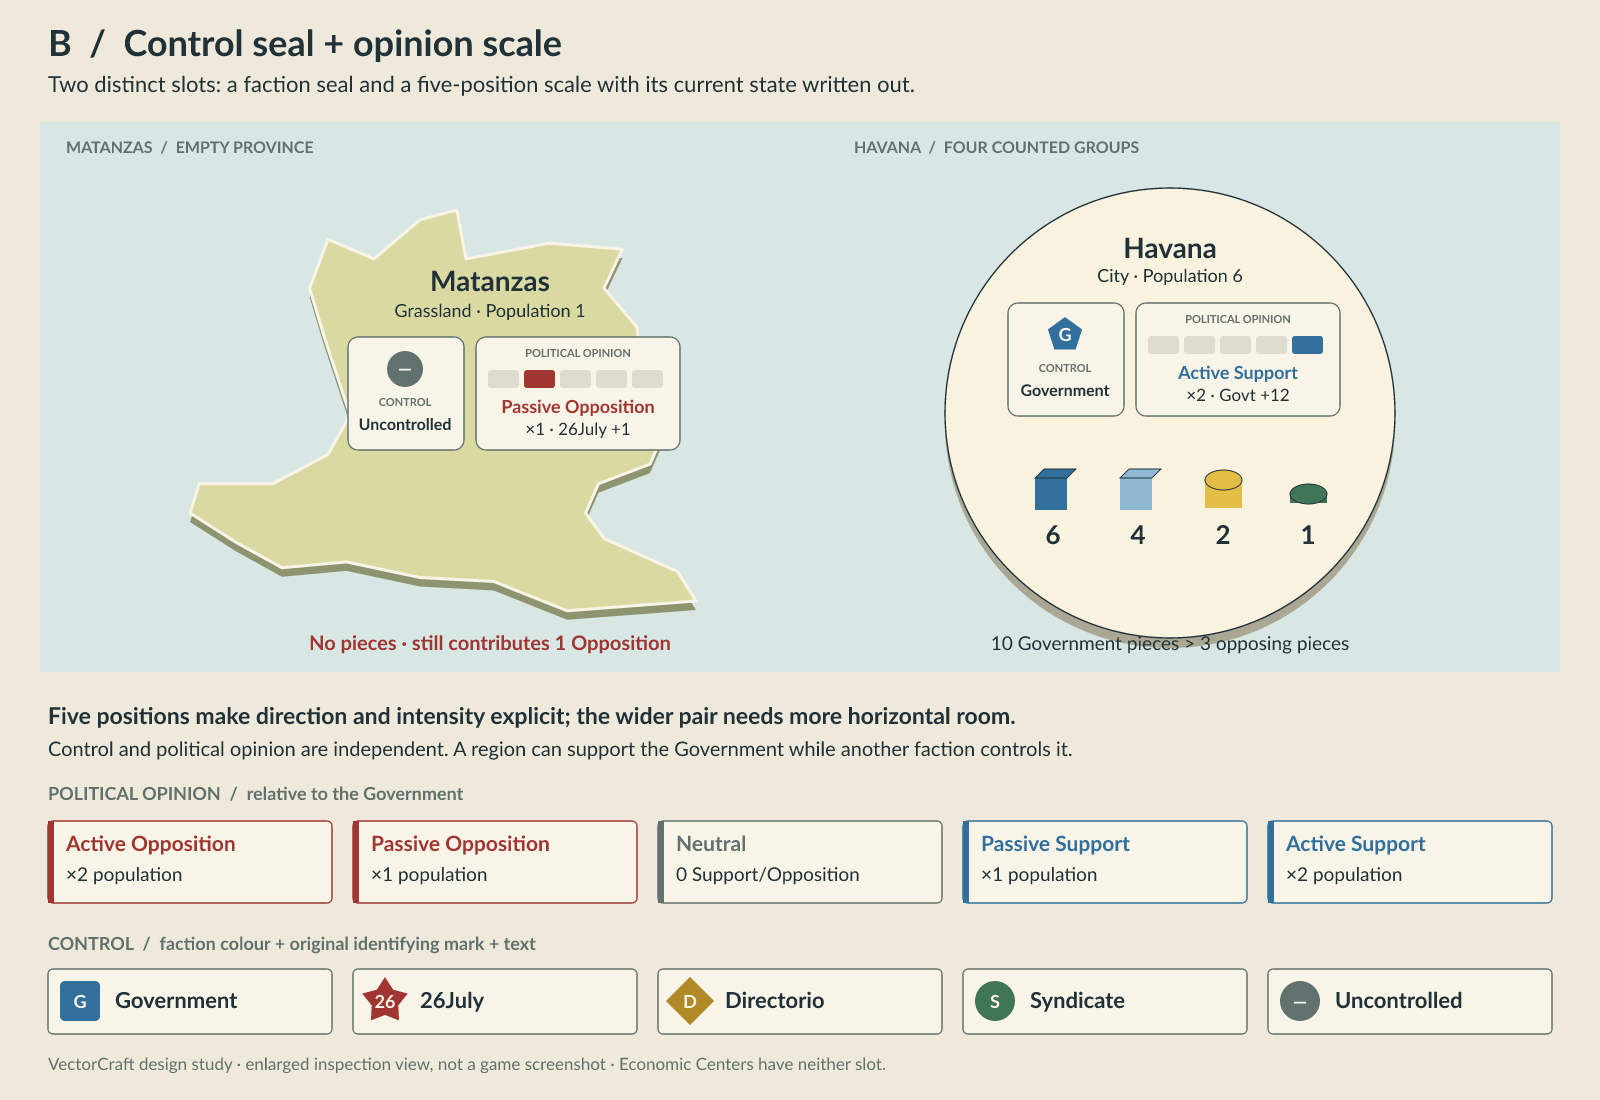 B / Control seal + opinion scale
Two distinct slots: a faction seal and a five-position scale with its current state written out.
MATANZAS / EMPTY PROVINCE
HAVANA / FOUR COUNTED GROUPS
Matanzas
Grassland · Population 1
–
CONTROL
Uncontrolled
POLITICAL OPINION
Passive Opposition
×1 · 26July +1
No pieces · still contributes 1 Opposition
Havana
City · Population 6
G
CONTROL
Government
POLITICAL OPINION
Active Support
×2 · Govt +12
6 4 2 1
10 Government pieces > 3 opposing pieces
Five positions make direction and intensity explicit; the wider pair needs more horizontal room.
Control and political opinion are independent. A region can support the Government while another faction controls it.
POLITICAL OPINION / relative to the Government
Active Opposition
×2 population
Passive Opposition
×1 population
Neutral
0 Support/Opposition
Passive Support
×1 population
Active Support
×2 population
CONTROL / faction colour + original identifying mark + text
G Government
26 26July
D Directorio
S Syndicate
– Uncontrolled
VectorCraft design study · enlarged inspection view, not a game screenshot · Economic Centers have neither slot.